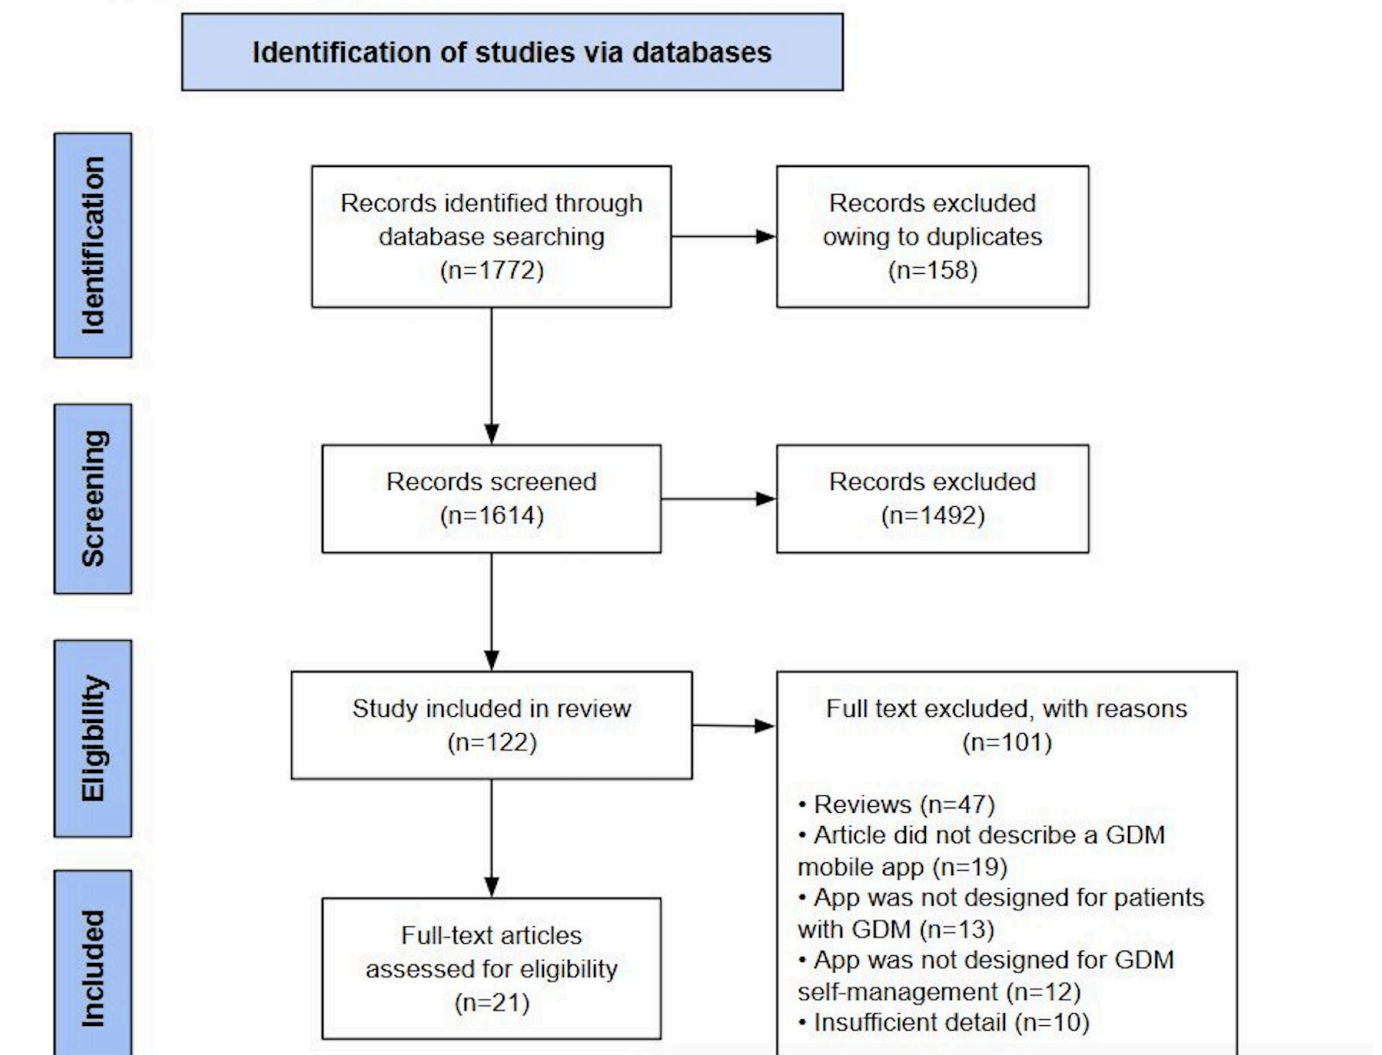 Identification of studies via databases
Identification
Records identified through
database searching
(n=1772)
Records excluded
owing to duplicates
(n=158)
Screening
Records screened
(n=1614)
Records excluded
(n=1492)
Eligibility
Study included in review
(n=122)
Full text excluded, with reasons
(n=101)
• Reviews (n=47)
• Article did not describe a GDM
mobile app (n=19)
• App was not designed for patients
with GDM (n=13)
• App was not designed for GDM
self-management (n=12)
• Insufficient detail (n=10)
Included
Full-text articles
assessed for eligibility
(n=21)